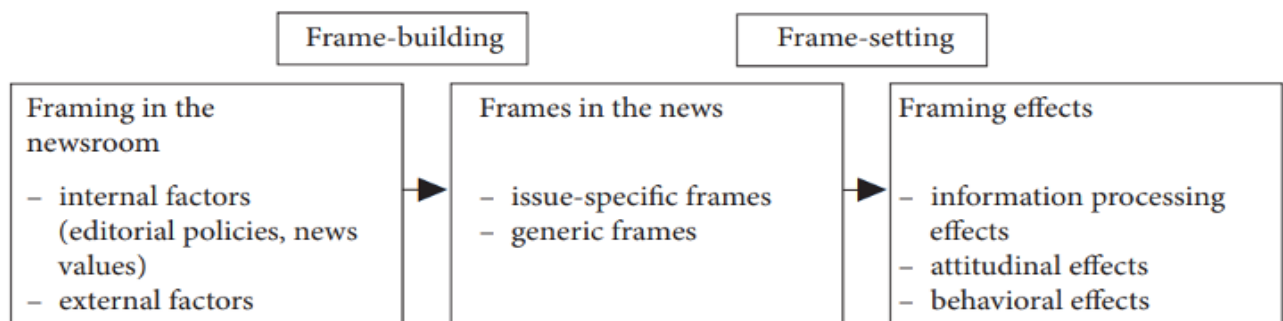 Frame-building
Frame-setting
Framing in the
newsroom
– internal factors
(editorial policies, news
values)
– external factors
Frames in the news
– issue-specific frames
– generic frames
Framing effects
– information processing
effects
– attitudinal effects
– behavioral effects